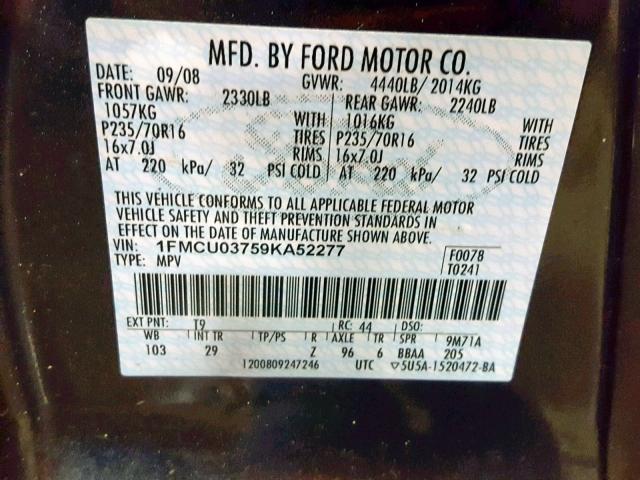 MFD. BY FORD MOTOR CO.
DATE: 09/08 GVWR: 4440LB/ 2014KG
FRONT GAWR: 2330LB REAR GAWR: 2240LB
1057KG WITH 1016KG WITH
P235/70R16 TIRES P235/70R16 TIRES
16x7.0J RIMS 16x7.0J RIMS
AT 220 kPa/ 32 PSI COLD AT 220 kPa/ 32 PSI COLD
THIS VEHICLE CONFORMS TO ALL APPLICABLE FEDERAL MOTOR
VEHICLE SAFETY AND THEFT PREVENTION STANDARDS IN
EFFECT ON THE DATE OF MANUFACTURE SHOWN ABOVE.
VIN: 1FMCU03759KA52277 F0078
TYPE: MPV T0241
EXT PNT: T9 RC: 44 DSO:
WB INT TR TP/PS R AXLE TR SPR 9M71A
103 29 Z 96 6 BBAA 205
1200809247246 UTC ▽5U5A-1520472-BA